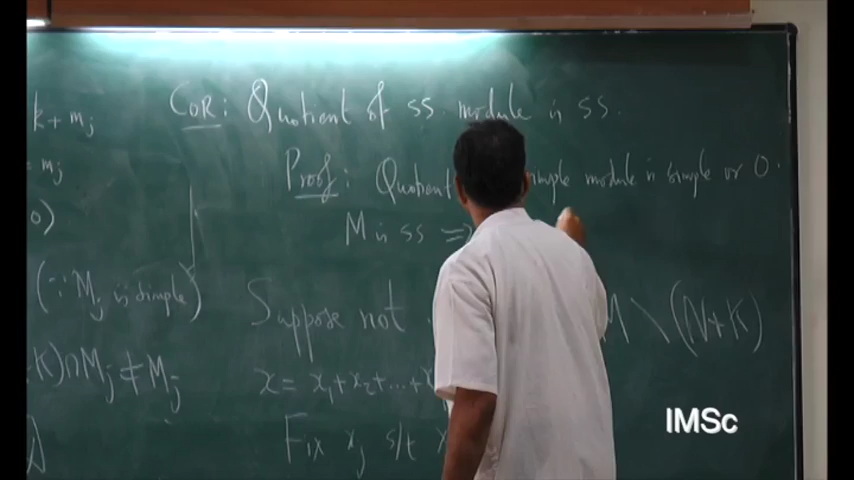 k + m_j
= m_j
0)
(∵ M_j is simple)
K) ∩ M_j ≠ M_j
COR: Quotient of ss. module is ss.
Proof: Quotient simple module is simple or 0.
M is ss ⇒
Suppose not. M \ (N+K)
x = x_1 + x_2 + ... + x
Fix x_j s/t x
IMSc